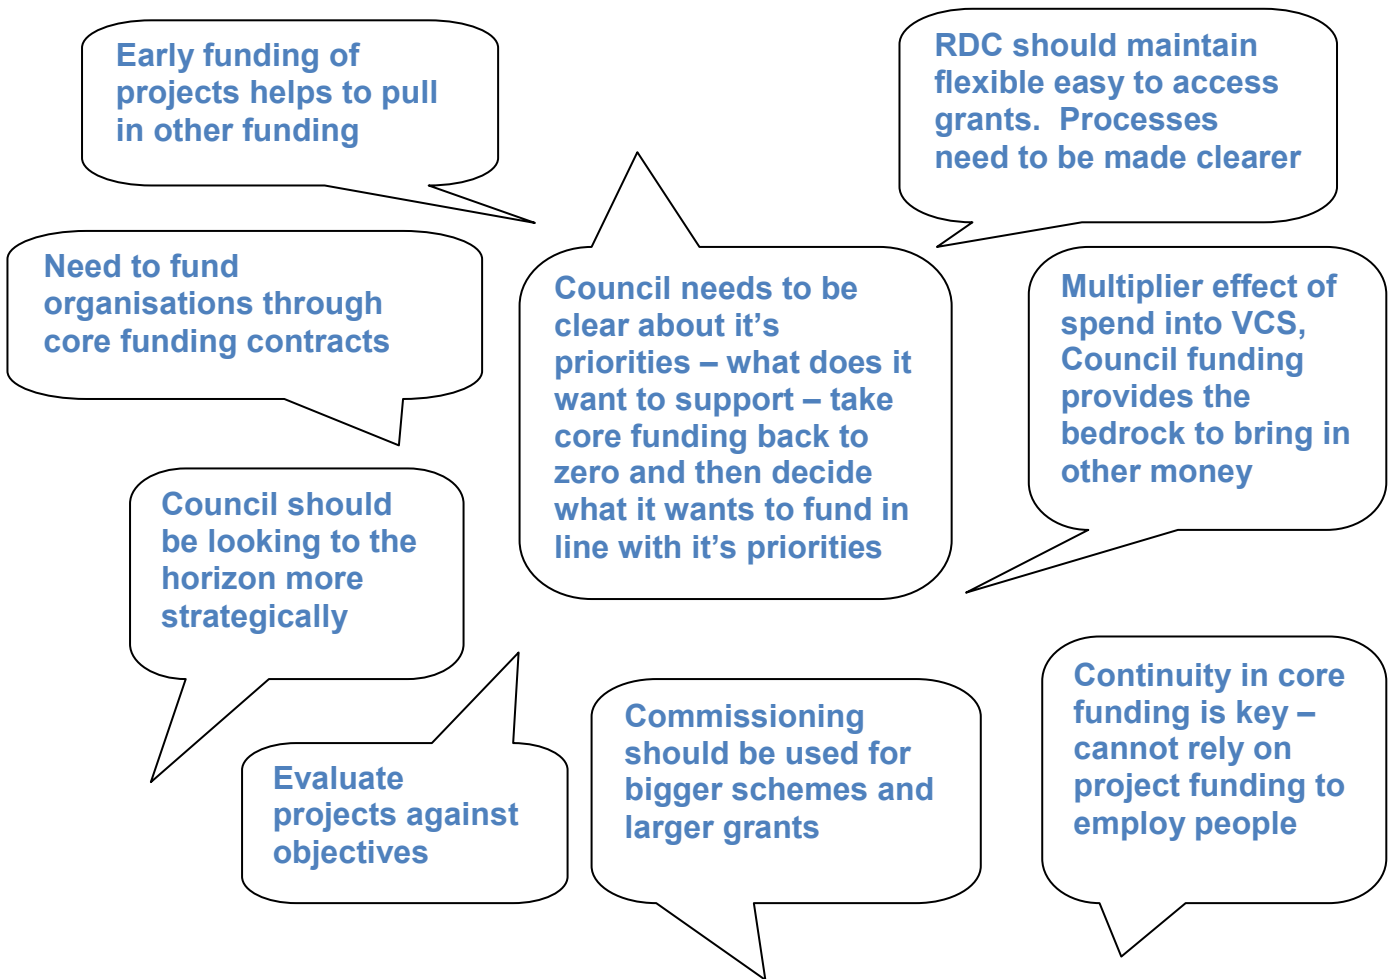 Early funding of
projects helps to pull
in other funding
RDC should maintain
flexible easy to access
grants.  Processes
need to be made clearer
Need to fund
organisations through
core funding contracts
Council needs to be
clear about it's
priorities – what does it
want to support – take
core funding back to
zero and then decide
what it wants to fund in
line with it's priorities
Multiplier effect of
spend into VCS,
Council funding
provides the
bedrock to bring in
other money
Council should
be looking to the
horizon more
strategically
Evaluate
projects against
objectives
Commissioning
should be used for
bigger schemes and
larger grants
Continuity in core
funding is key –
cannot rely on
project funding to
employ people